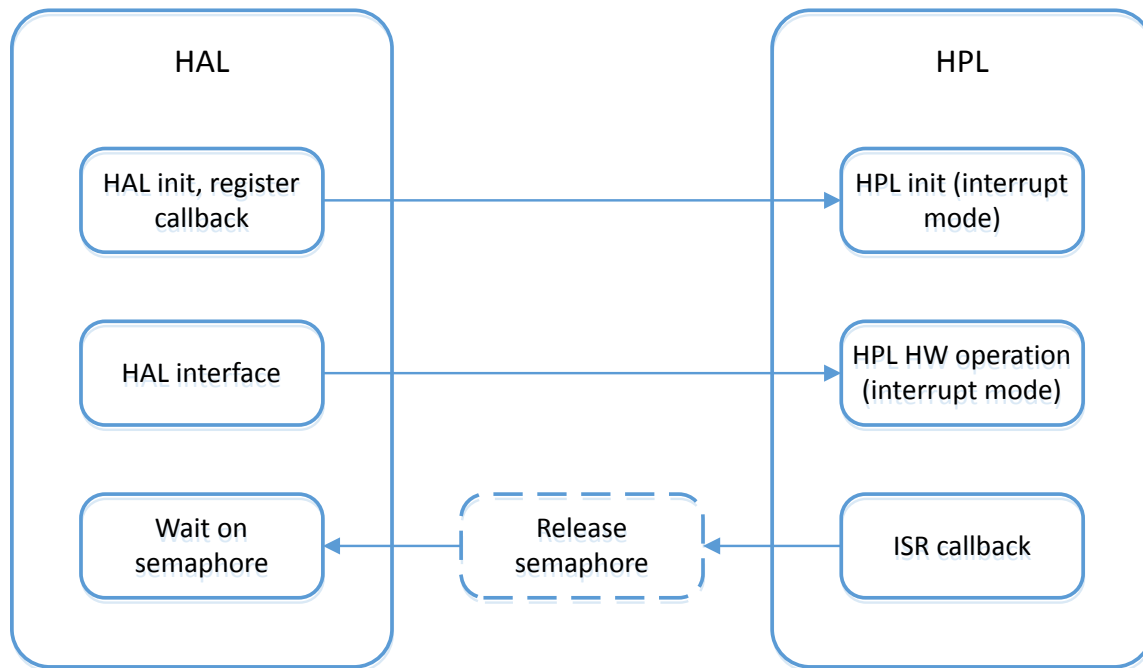 HAL
HPL
HAL init, register
callback
HPL init (interrupt
mode)
HAL interface
HPL HW operation
(interrupt mode)
Wait on
semaphore
Release
semaphore
ISR callback